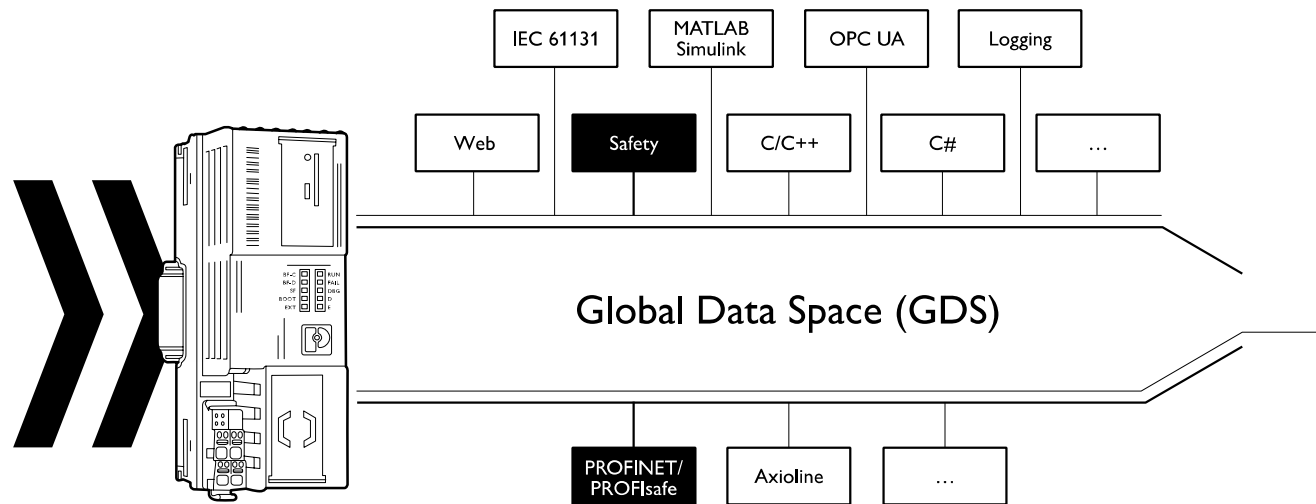 IEC 61131
MATLAB
Simulink
OPC UA
Logging
Web
Safety
C/C++
C#
...
BF-C
RUN
BF-D
FAIL
SF
DBG
BOOT
D
EXT
E
Global Data Space (GDS)
PROFINET/
PROFIsafe
Axioline
...